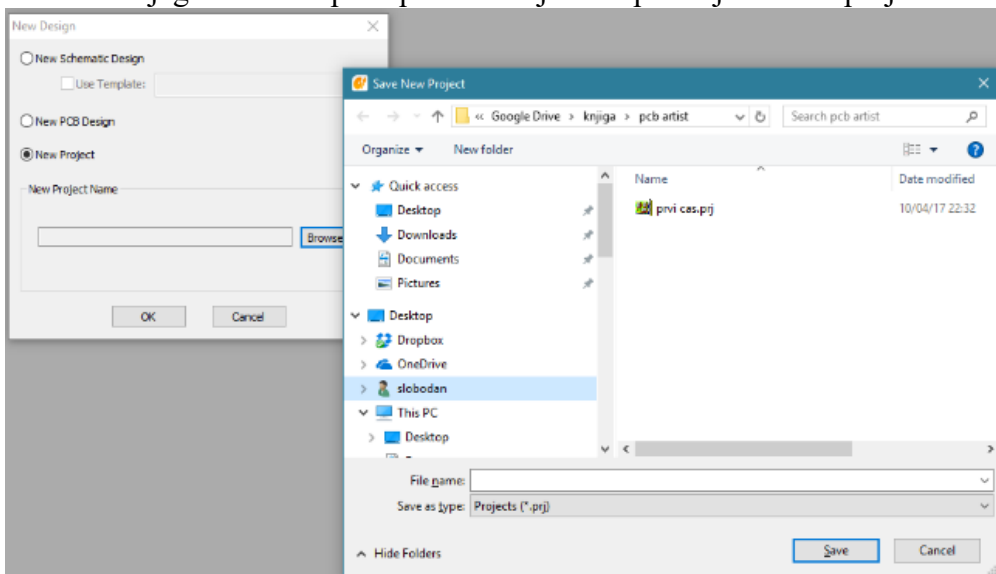 New Design
New Schematic Design
Use Template:
New PCB Design
New Project
New Project Name
Browse
OK
Cancel
Save New Project
« Google Drive › knjiga › pcb artist
Search pcb artist
Organize
New folder
Name
Date modified
Quick access
Desktop
Downloads
Documents
Pictures
Desktop
Dropbox
OneDrive
slobodan
This PC
Desktop
prvi cas.prj
10/04/17 22:32
File name:
Save as type: Projects (*.prj)
Hide Folders
Save
Cancel